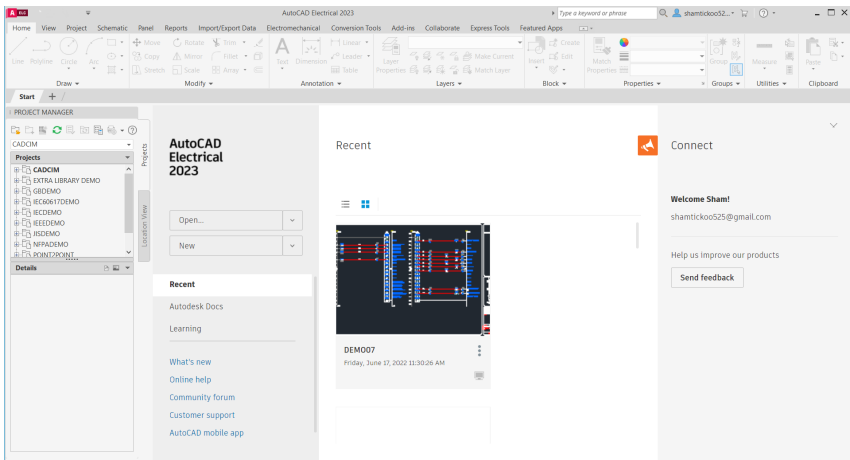 A ELC
AutoCAD Electrical 2023
Type a keyword or phrase
shamtickoo52...
Home View Project Schematic Panel Reports Import/Export Data Electromechanical Conversion Tools Add-ins Collaborate Express Tools Featured Apps
Line Polyline Circle Arc
Move Rotate Trim
Copy Mirror Fillet
Stretch Scale Array
Text Dimension
Linear
Leader
Table
Layer Properties
Make Current
Match Layer
Insert
Create
Edit
Match Properties
Group
Measure
Paste
Draw Modify Annotation Layers Block Properties Groups Utilities Clipboard
Start
PROJECT MANAGER
CADCIM
Projects
CADCIM
EXTRA LIBRARY DEMO
GBDEMO
IEC60617DEMO
IECDEMO
IEEEDEMO
JISDEMO
NFPADEMO
POINT2POINT
Details
Projects
Location View
AutoCAD
Electrical
2023
Open...
New
Recent
Autodesk Docs
Learning
What's new
Online help
Community forum
Customer support
AutoCAD mobile app
Recent
DEMO07
Friday, June 17, 2022 11:30:26 AM
Connect
Welcome Sham!
shamtickoo525@gmail.com
Help us improve our products
Send feedback